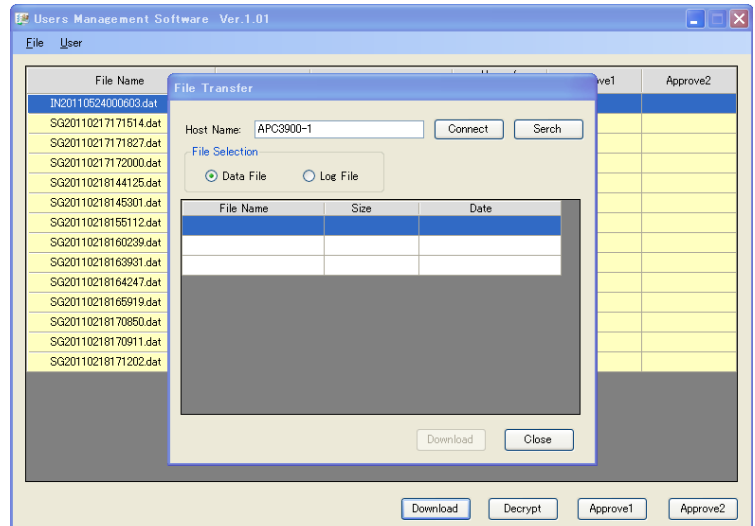 Users Management Software Ver.1.01
File User
File Name Approve2
IN20110524000603.dat
SG20110217171514.dat
SG20110217171827.dat
SG20110217172000.dat
SG20110218144125.dat
SG20110218145301.dat
SG20110218155112.dat
SG20110218160239.dat
SG20110218163931.dat
SG20110218164247.dat
SG20110218165919.dat
SG20110218170850.dat
SG20110218170911.dat
SG20110218171202.dat
File Transfer
Host Name: APC3900-1 Connect Serch
File Selection
Data File Log File
File Name Size Date
Download Close
Download Decrypt Approve1 Approve2